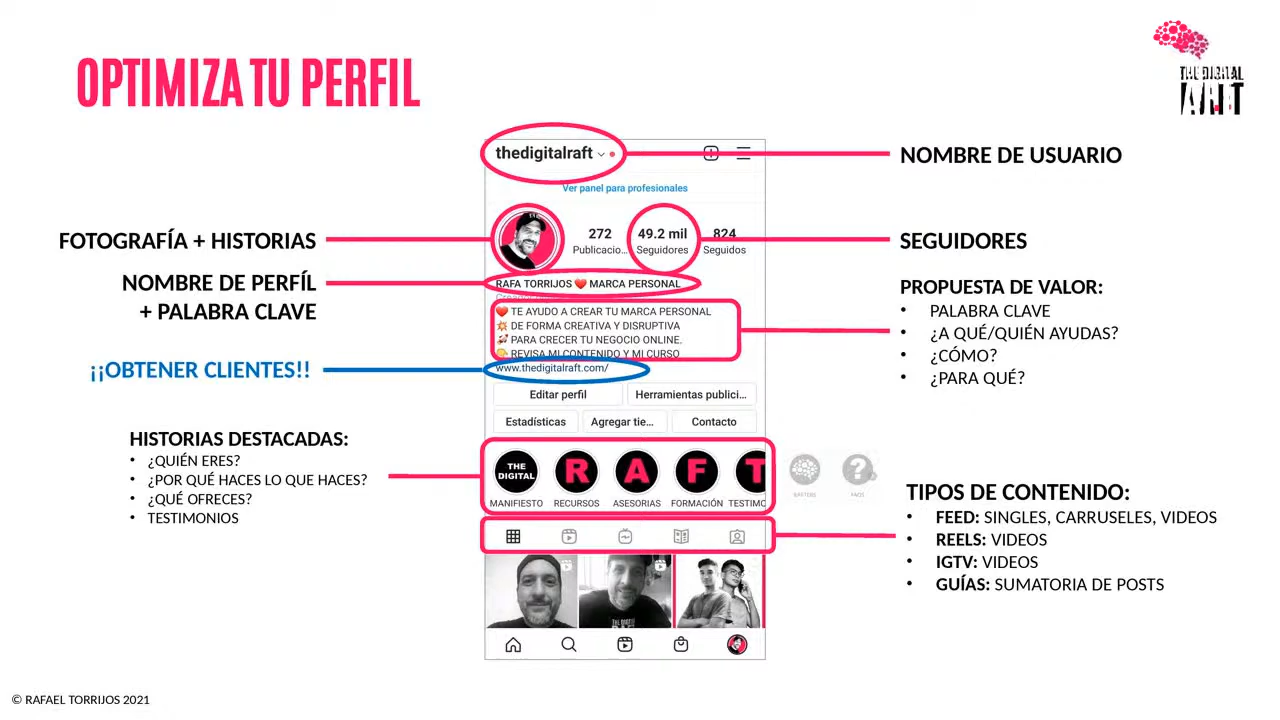 OPTIMIZA TU PERFIL
THE DIGITAL
FOTOGRAFÍA + HISTORIAS
NOMBRE DE PERFÍL
+ PALABRA CLAVE
¡¡OBTENER CLIENTES!!
HISTORIAS DESTACADAS:
• ¿QUIÉN ERES?
• ¿POR QUÉ HACES LO QUE HACES?
• ¿QUÉ OFRECES?
• TESTIMONIOS
thedigitalraft
Ver panel para profesionales
272
Publicacio...
49.2 mil
Seguidores
824
Seguidos
RAFA TORRIJOS ❤️ MARCA PERSONAL
❤️ TE AYUDO A CREAR TU MARCA PERSONAL
💥 DE FORMA CREATIVA Y DISRUPTIVA
🚀 PARA CRECER TU NEGOCIO ONLINE.
REVISA MI CONTENIDO Y MI CURSO
www.thedigitalraft.com/
Editar perfil
Herramientas publici...
Estadísticas
Agregar tie...
Contacto
THE DIGITAL
R
A
F
T
MANIFIESTO
RECURSOS
ASESORIAS
FORMACIÓN
TESTIMO
?
FAQS
NOMBRE DE USUARIO
SEGUIDORES
PROPUESTA DE VALOR:
• PALABRA CLAVE
• ¿A QUÉ/QUIÉN AYUDAS?
• ¿CÓMO?
• ¿PARA QUÉ?
TIPOS DE CONTENIDO:
• FEED: SINGLES, CARRUSELES, VIDEOS
• REELS: VIDEOS
• IGTV: VIDEOS
• GUÍAS: SUMATORIA DE POSTS
© RAFAEL TORRIJOS 2021